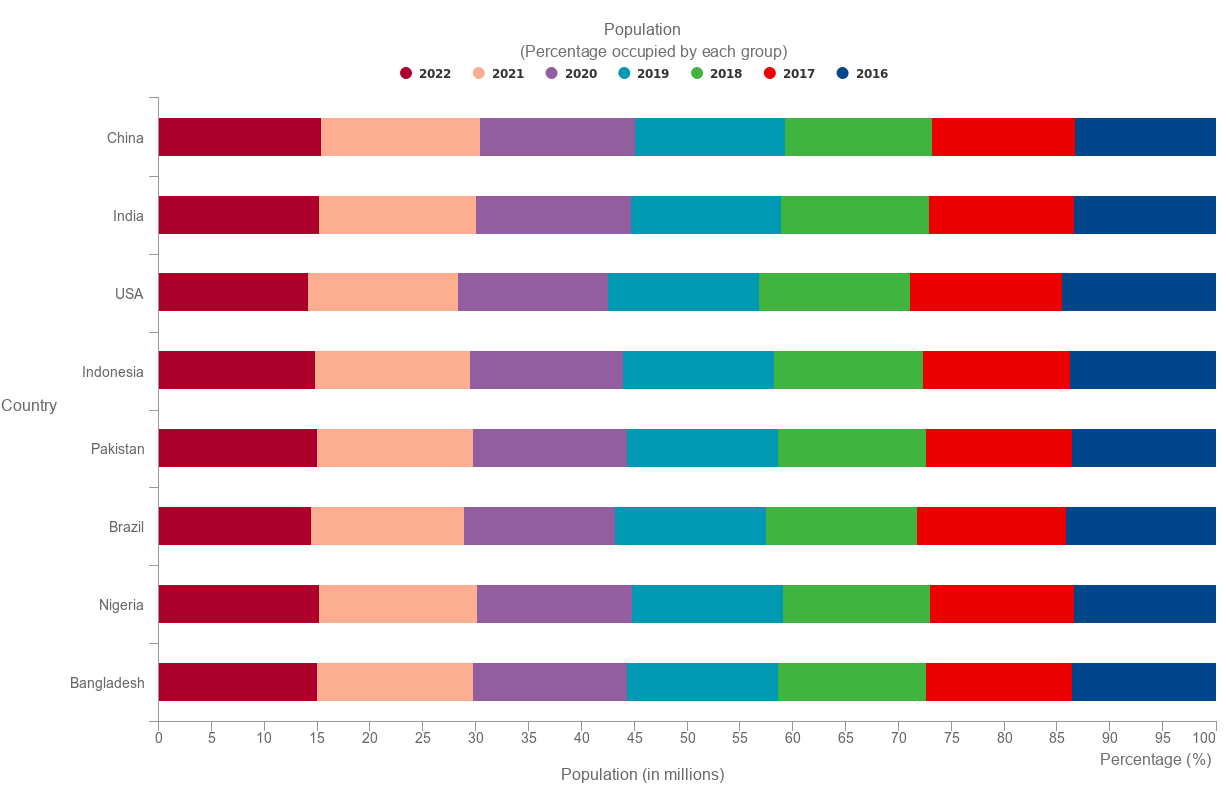 Population
(Percentage occupied by each group)
2022 2021 2020 2019 2018 2017 2016
China
India
USA
Indonesia
Country
Pakistan
Brazil
Nigeria
Bangladesh
0 5 10 15 20 25 30 35 40 45 50 55 60 65 70 75 80 85 90 95 100
Percentage (%)
Population (in millions)